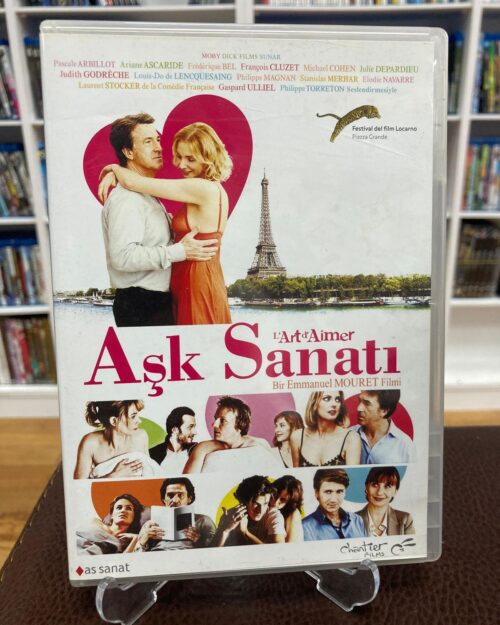 MOBY DICK FILMS SUNAR
Pascale ARBILLOT Ariane ASCARIDE Frédérique BEL François CLUZET Michael COHEN Julie DEPARDIEU
Judith GODRÈCHE Louis-Do de LENCQUESAING Philippe MAGNAN Stanislas MERHAR Elodie NAVARRE
Laurent STOCKER de la Comédie Française Gaspard ULLIEL Philippe TORRETON Seslendirmesiyle
Festival del film Locarno
Piazza Grande
L'Art d'Aimer
Aşk Sanatı
Bir Emmanuel MOURET Filmi
as sanat
chantier
FILMS